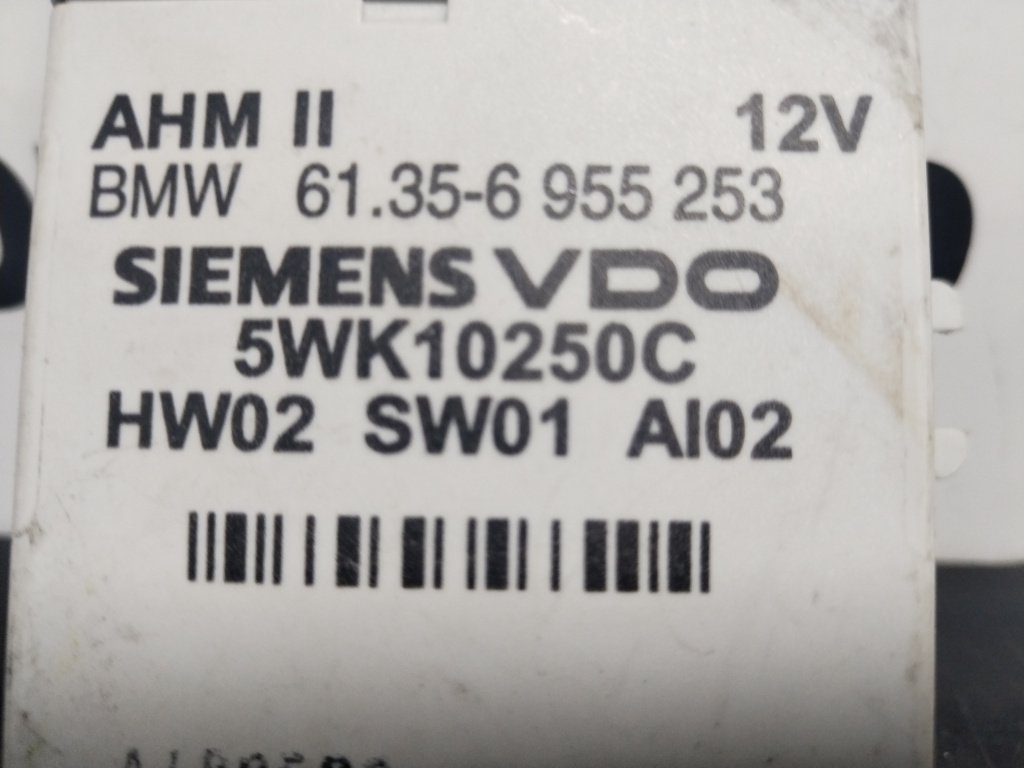 AHM II 12V
BMW 61.35-6 955 253
SIEMENS VDO
5WK10250C
HW02 SW01 AI02